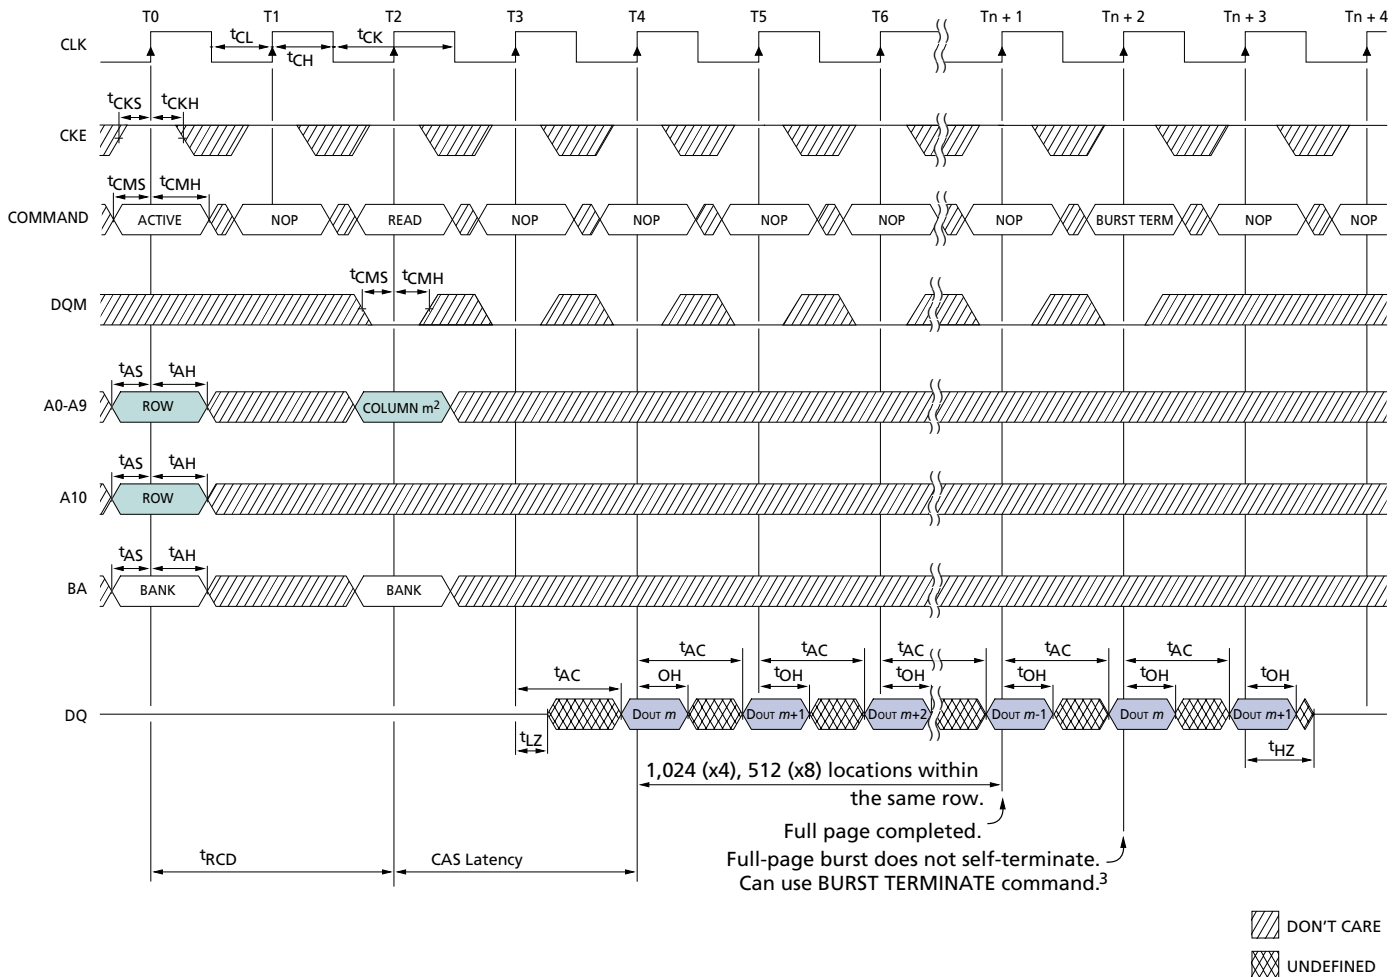 T0 T1 T2 T3 T4 T5 T6 Tn + 1 Tn + 2 Tn + 3 Tn + 4
CLK tCL tCH tCK
tCKS tCKH
CKE
tCMS tCMH
COMMAND ACTIVE NOP READ NOP NOP NOP NOP NOP BURST TERM NOP NOP
tCMS tCMH
DQM
tAS tAH
A0-A9 ROW COLUMN m²
tAS tAH
A10 ROW
tAS tAH
BA BANK BANK
tAC tAC tAC tAC tAC tAC
OH tOH tOH tOH tOH tOH
DQ DOUT m DOUT m+1 DOUT m+2 DOUT m-1 DOUT m DOUT m+1
tLZ tHZ
1,024 (x4), 512 (x8) locations within
the same row.
Full page completed.
Full-page burst does not self-terminate.
Can use BURST TERMINATE command.³
tRCD CAS Latency
DON'T CARE
UNDEFINED